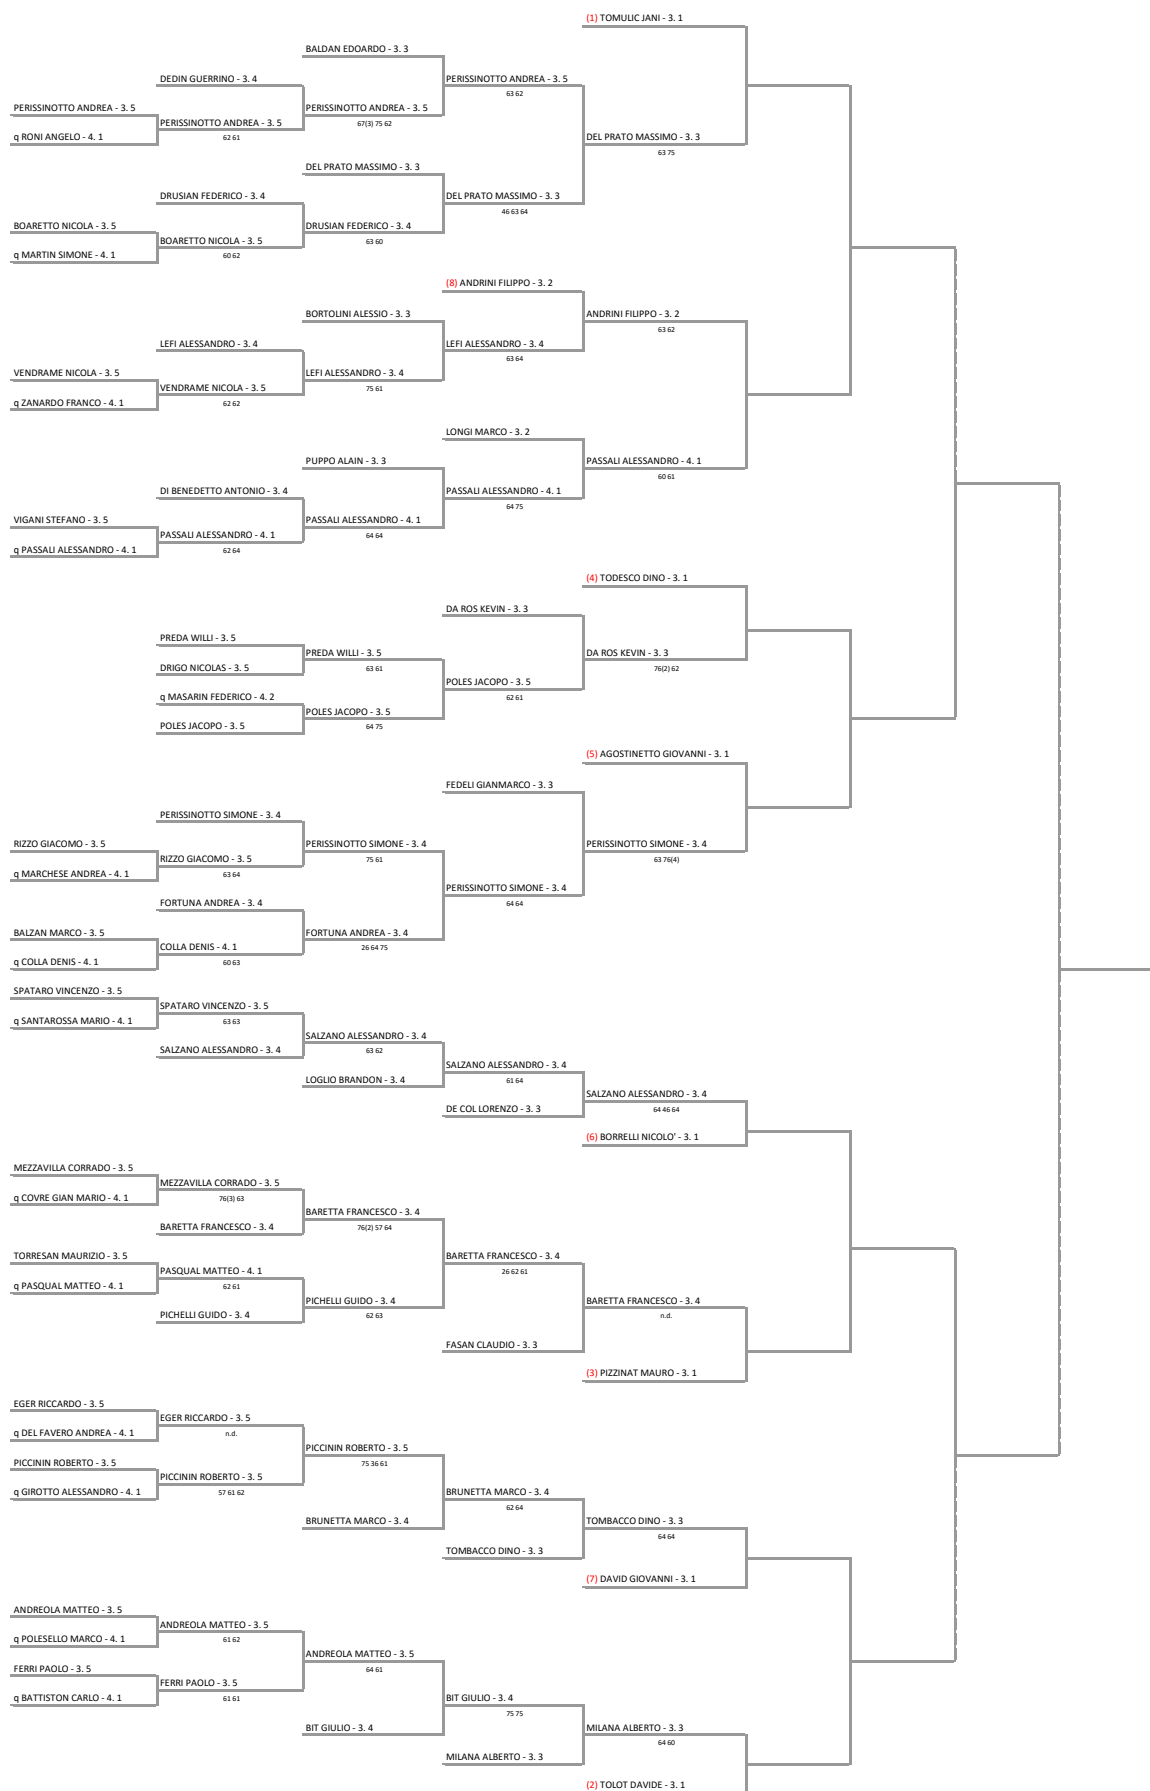 (1) TOMULIC JANI - 3. 1
BALDAN EDOARDO - 3. 3
DEDIN GUERRINO - 3. 4
PERISSINOTTO ANDREA - 3. 5
63 62
PERISSINOTTO ANDREA - 3. 5
PERISSINOTTO ANDREA - 3. 5
67(3) 75 62
PERISSINOTTO ANDREA - 3. 5
62 61
q RONI ANGELO - 4. 1
DEL PRATO MASSIMO - 3. 3
63 75
DEL PRATO MASSIMO - 3. 3
DRUSIAN FEDERICO - 3. 4
DEL PRATO MASSIMO - 3. 3
46 63 64
BOARETTO NICOLA - 3. 5
DRUSIAN FEDERICO - 3. 4
63 60
BOARETTO NICOLA - 3. 5
60 62
q MARTIN SIMONE - 4. 1
(8) ANDRINI FILIPPO - 3. 2
BORTOLINI ALESSIO - 3. 3
ANDRINI FILIPPO - 3. 2
63 62
LEFI ALESSANDRO - 3. 4
LEFI ALESSANDRO - 3. 4
63 64
VENDRAME NICOLA - 3. 5
LEFI ALESSANDRO - 3. 4
75 61
VENDRAME NICOLA - 3. 5
62 62
q ZANARDO FRANCO - 4. 1
LONGI MARCO - 3. 2
PUPPO ALAIN - 3. 3
PASSALI ALESSANDRO - 4. 1
60 61
DI BENEDETTO ANTONIO - 3. 4
PASSALI ALESSANDRO - 4. 1
64 75
VIGANI STEFANO - 3. 5
PASSALI ALESSANDRO - 4. 1
64 64
PASSALI ALESSANDRO - 4. 1
62 64
q PASSALI ALESSANDRO - 4. 1
(4) TODESCO DINO - 3. 1
DA ROS KEVIN - 3. 3
PREDA WILLI - 3. 5
PREDA WILLI - 3. 5
63 61
DA ROS KEVIN - 3. 3
76(2) 62
DRIGO NICOLAS - 3. 5
POLES JACOPO - 3. 5
62 61
q MASARIN FEDERICO - 4. 2
POLES JACOPO - 3. 5
64 75
POLES JACOPO - 3. 5
(5) AGOSTINETTO GIOVANNI - 3. 1
FEDELI GIANMARCO - 3. 3
PERISSINOTTO SIMONE - 3. 4
RIZZO GIACOMO - 3. 5
PERISSINOTTO SIMONE - 3. 4
75 61
PERISSINOTTO SIMONE - 3. 4
63 76(4)
RIZZO GIACOMO - 3. 5
63 64
q MARCHESE ANDREA - 4. 1
PERISSINOTTO SIMONE - 3. 4
64 64
FORTUNA ANDREA - 3. 4
BALZAN MARCO - 3. 5
FORTUNA ANDREA - 3. 4
26 64 75
COLLA DENIS - 4. 1
60 63
q COLLA DENIS - 4. 1
SPATARO VINCENZO - 3. 5
SPATARO VINCENZO - 3. 5
63 63
q SANTAROSSA MARIO - 4. 1
SALZANO ALESSANDRO - 3. 4
63 62
SALZANO ALESSANDRO - 3. 4
SALZANO ALESSANDRO - 3. 4
61 64
LOGLIO BRANDON - 3. 4
SALZANO ALESSANDRO - 3. 4
64 46 64
DE COL LORENZO - 3. 3
(6) BORRELLI NICOLO' - 3. 1
MEZZAVILLA CORRADO - 3. 5
MEZZAVILLA CORRADO - 3. 5
76(3) 63
q COVRE GIAN MARIO - 4. 1
BARETTA FRANCESCO - 3. 4
76(2) 57 64
BARETTA FRANCESCO - 3. 4
TORRESAN MAURIZIO - 3. 5
BARETTA FRANCESCO - 3. 4
26 62 61
PASQUAL MATTEO - 4. 1
62 61
q PASQUAL MATTEO - 4. 1
PICHELLI GUIDO - 3. 4
62 63
BARETTA FRANCESCO - 3. 4
n.d.
PICHELLI GUIDO - 3. 4
FASAN CLAUDIO - 3. 3
(3) PIZZINAT MAURO - 3. 1
EGER RICCARDO - 3. 5
EGER RICCARDO - 3. 5
n.d.
q DEL FAVERO ANDREA - 4. 1
PICCININ ROBERTO - 3. 5
75 36 61
PICCININ ROBERTO - 3. 5
PICCININ ROBERTO - 3. 5
57 61 62
q GIROTTO ALESSANDRO - 4. 1
BRUNETTA MARCO - 3. 4
62 64
BRUNETTA MARCO - 3. 4
TOMBACCO DINO - 3. 3
64 64
TOMBACCO DINO - 3. 3
(7) DAVID GIOVANNI - 3. 1
ANDREOLA MATTEO - 3. 5
ANDREOLA MATTEO - 3. 5
61 62
q POLESELLO MARCO - 4. 1
ANDREOLA MATTEO - 3. 5
64 61
FERRI PAOLO - 3. 5
FERRI PAOLO - 3. 5
61 61
q BATTISTON CARLO - 4. 1
BIT GIULIO - 3. 4
75 75
BIT GIULIO - 3. 4
MILANA ALBERTO - 3. 3
64 60
MILANA ALBERTO - 3. 3
(2) TOLOT DAVIDE - 3. 1